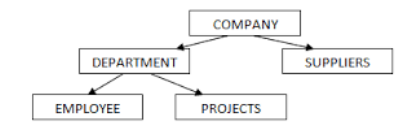 COMPANY
DEPARTMENT
SUPPLIERS
EMPLOYEE
PROJECTS